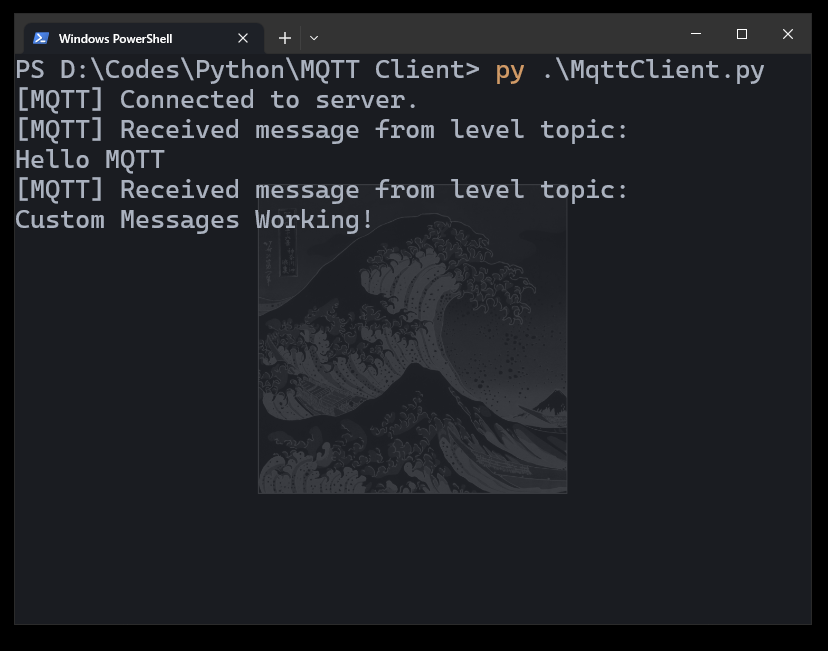 Windows PowerShell
PS D:\Codes\Python\MQTT Client> py .\MqttClient.py
[MQTT] Connected to server.
[MQTT] Received message from level topic:
Hello MQTT
[MQTT] Received message from level topic:
Custom Messages Working!